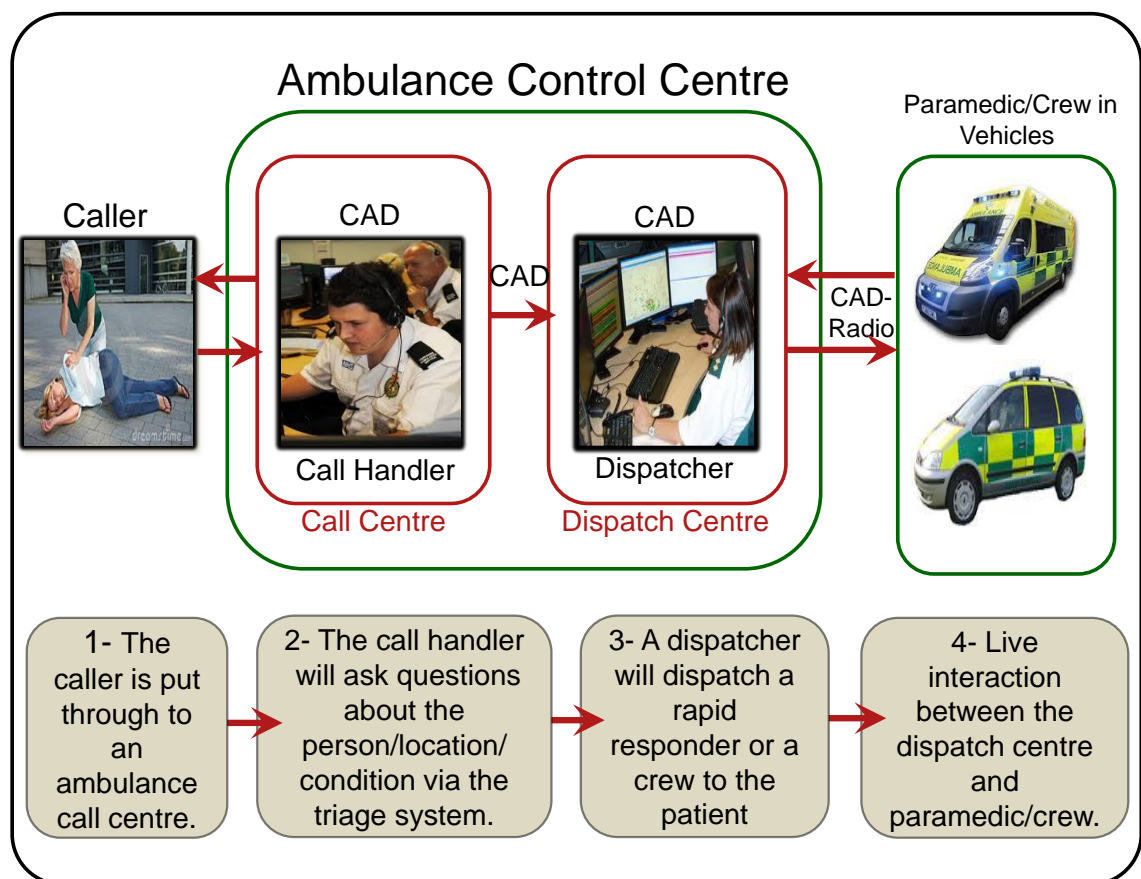 Ambulance Control Centre
Paramedic/Crew in
Vehicles
Caller
CAD
CAD
CAD
CAD-
Radio
AMBULANCE
dreamstime
Call Handler
Dispatcher
Call Centre
Dispatch Centre
1- The
caller is put
through to
an
ambulance
call centre.
2- The call handler
will ask questions
about the
person/location/
condition via the
triage system.
3- A dispatcher
will dispatch a
rapid
responder or a
crew to the
patient
4- Live
interaction
between the
dispatch centre
and
paramedic/crew.